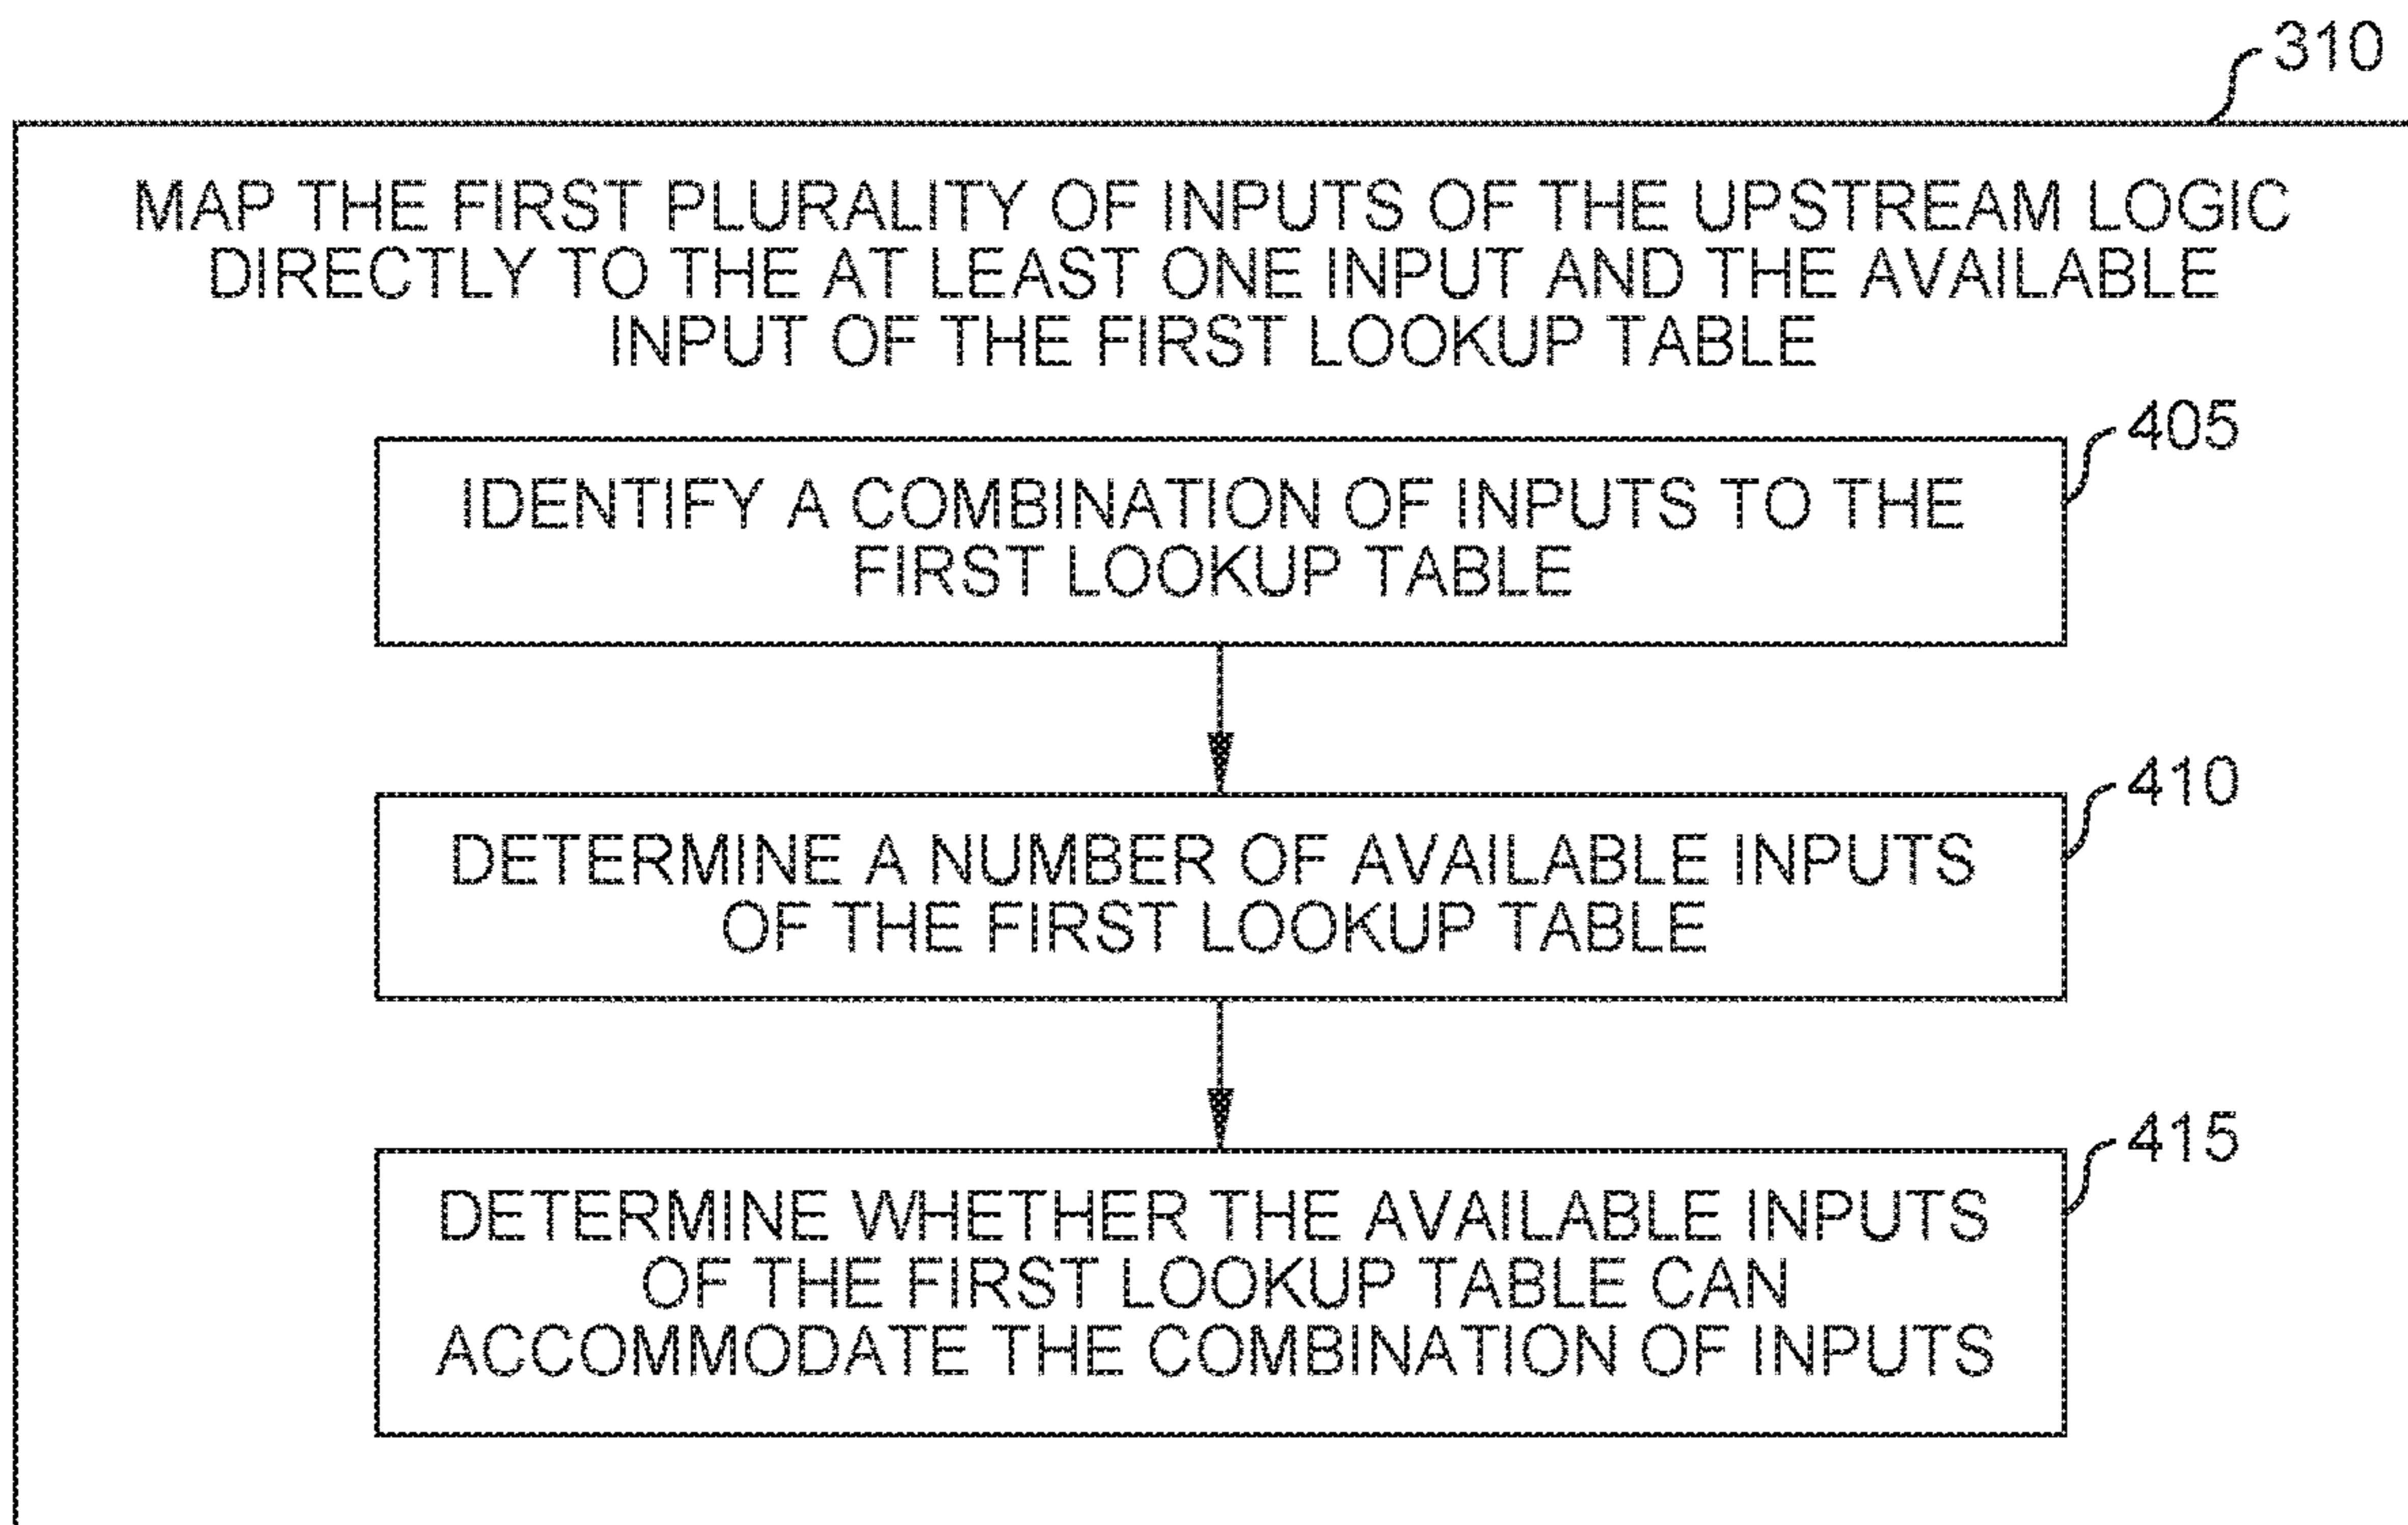 310
MAP THE FIRST PLURALITY OF INPUTS OF THE UPSTREAM LOGIC
DIRECTLY TO THE AT LEAST ONE INPUT AND THE AVAILABLE
INPUT OF THE FIRST LOOKUP TABLE
405
IDENTIFY A COMBINATION OF INPUTS TO THE
FIRST LOOKUP TABLE
410
DETERMINE A NUMBER OF AVAILABLE INPUTS
OF THE FIRST LOOKUP TABLE
415
DETERMINE WHETHER THE AVAILABLE INPUTS
OF THE FIRST LOOKUP TABLE CAN
ACCOMMODATE THE COMBINATION OF INPUTS